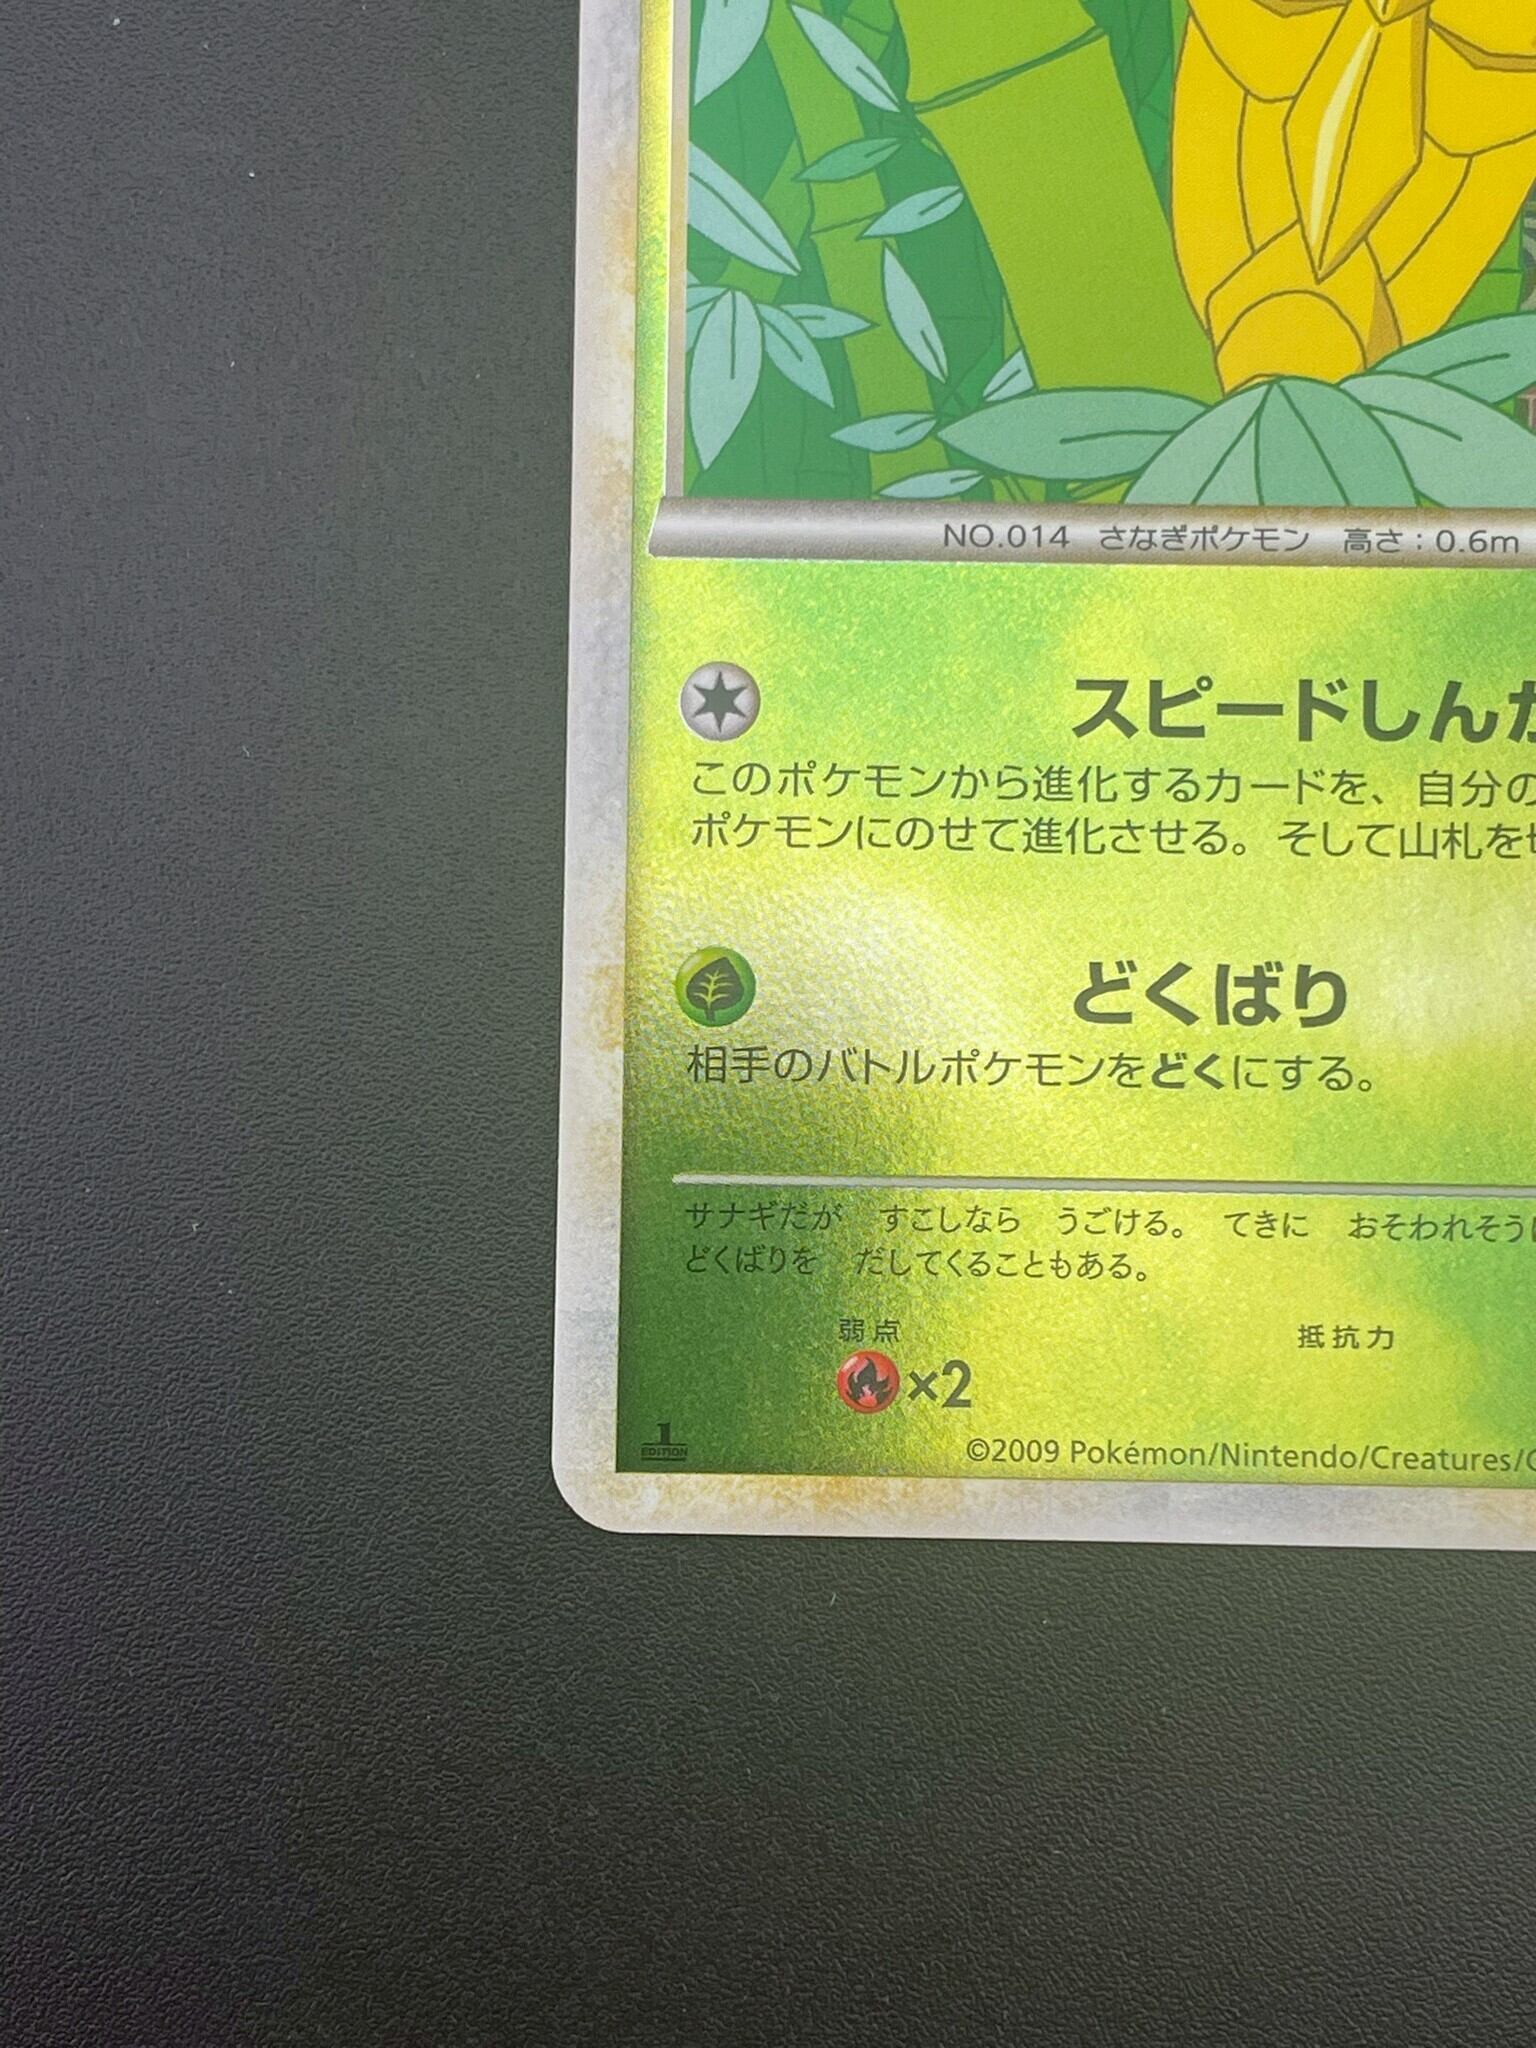 NO.014 さなぎポケモン 高さ：0.6m
スピードしんか
このポケモンから進化するカードを、自分の
ポケモンにのせて進化させる。そして山札を
どくばり
相手のバトルポケモンをどくにする。
サナギだが すこしなら うごける。 てきに おそわれそうに
どくばりを だしてくることもある。
弱点 抵抗力
×2
1 EDITION
©2009 Pokémon/Nintendo/Creatures/